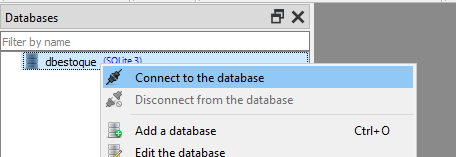 Databases
Filter by name
dbestoque (SQLite 3)
Connect to the database
Disconnect from the database
Add a database Ctrl+O
Edit the database